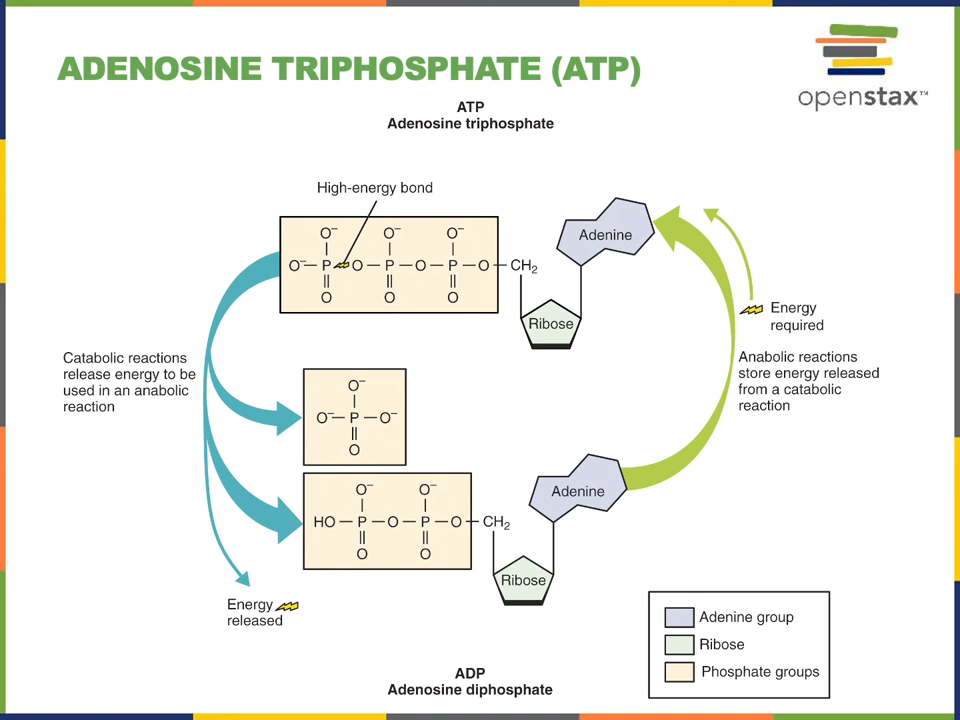 ADENOSINE TRIPHOSPHATE (ATP)
openstax™
ATP
Adenosine triphosphate
High-energy bond
O⁻ O⁻ O⁻
O⁻ P O P O P O CH₂
O O O
Adenine
Ribose
Energy
required
Catabolic reactions
release energy to be
used in an anabolic
reaction
Anabolic reactions
store energy released
from a catabolic
reaction
O⁻
O⁻ P O⁻
O
O⁻ O⁻
HO P O P O CH₂
O O
Adenine
Ribose
Energy
released
Adenine group
Ribose
Phosphate groups
ADP
Adenosine diphosphate